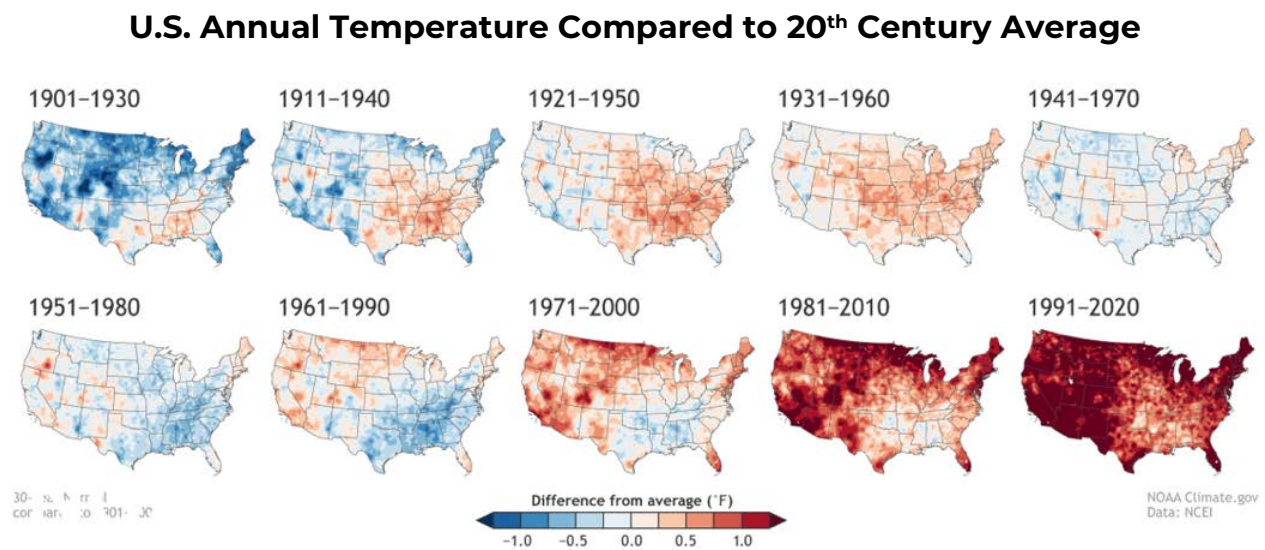 U.S. Annual Temperature Compared to 20th Century Average
1901–1930
1911–1940
1921–1950
1931–1960
1941–1970
1951–1980
1961–1990
1971–2000
1981–2010
1991–2020
30-
Difference from average (°F)
-1.0 -0.5 0.0 0.5 1.0
NOAA Climate.gov
Data: NCEI